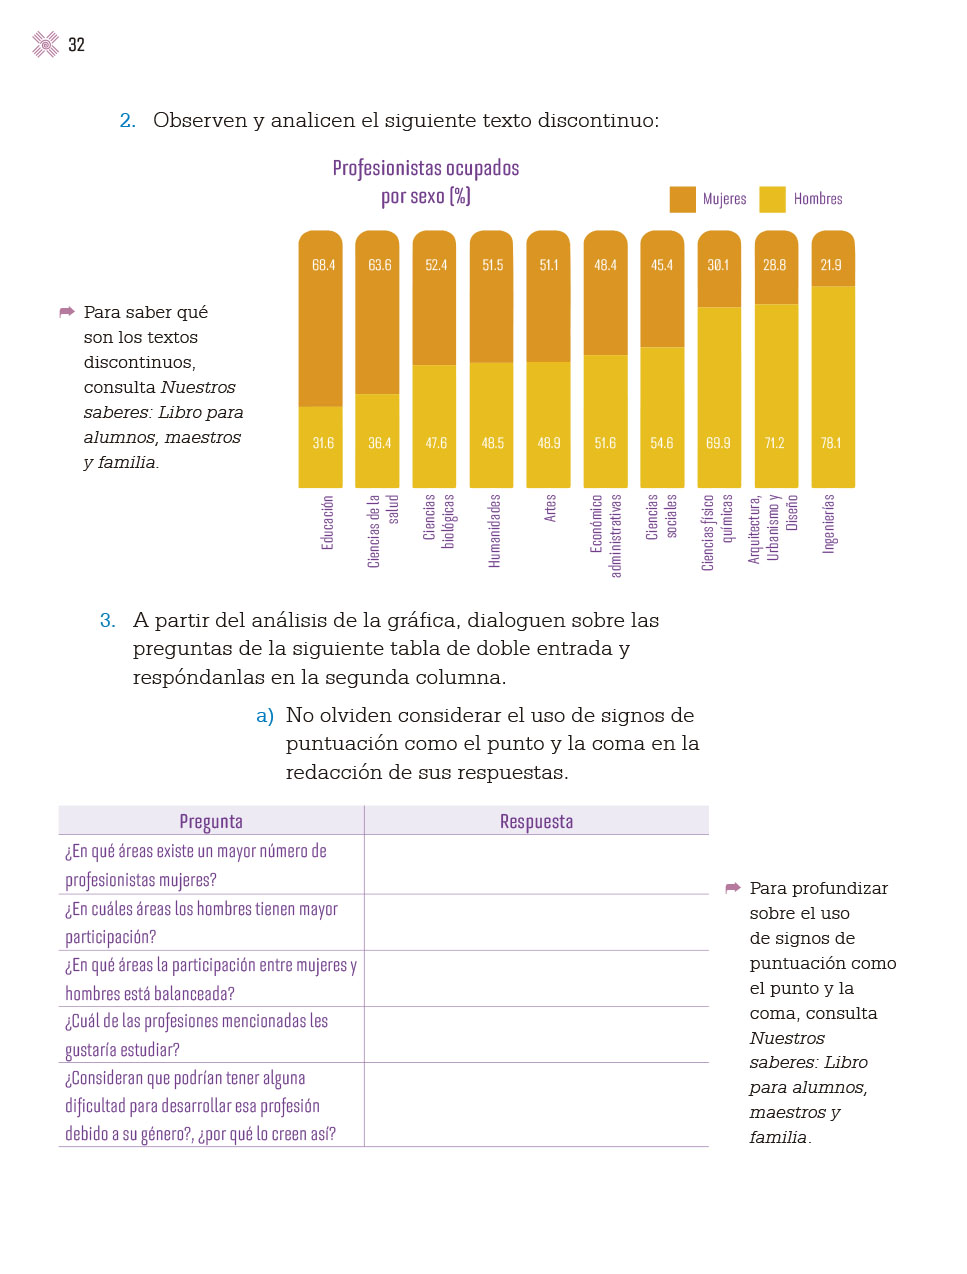 32
2. Observen y analicen el siguiente texto discontinuo:
Profesionistas ocupados
por sexo (%)
Mujeres Hombres
68.4 63.6 52.4 51.5 51.1 48.4 45.4 30.1 28.8 21.9
31.6 36.4 47.6 48.5 48.9 51.6 54.6 69.9 71.2 78.1
Educación
Ciencias de la
salud
Ciencias
biológicas
Humanidades
Artes
Económico
administrativas
Ciencias
sociales
Ciencias físico
químicas
Arquitectura,
Urbanismo y
Diseño
Ingenierías
Para saber qué
son los textos
discontinuos,
consulta Nuestros
saberes: Libro para
alumnos, maestros
y familia.
3. A partir del análisis de la gráfica, dialoguen sobre las
preguntas de la siguiente tabla de doble entrada y
respóndanlas en la segunda columna.
a) No olviden considerar el uso de signos de
puntuación como el punto y la coma en la
redacción de sus respuestas.
Pregunta Respuesta
¿En qué áreas existe un mayor número de
profesionistas mujeres?
¿En cuáles áreas los hombres tienen mayor
participación?
¿En qué áreas la participación entre mujeres y
hombres está balanceada?
¿Cuál de las profesiones mencionadas les
gustaría estudiar?
¿Consideran que podrían tener alguna
dificultad para desarrollar esa profesión
debido a su género?, ¿por qué lo creen así?
Para profundizar
sobre el uso
de signos de
puntuación como
el punto y la
coma, consulta
Nuestros
saberes: Libro
para alumnos,
maestros y
familia.